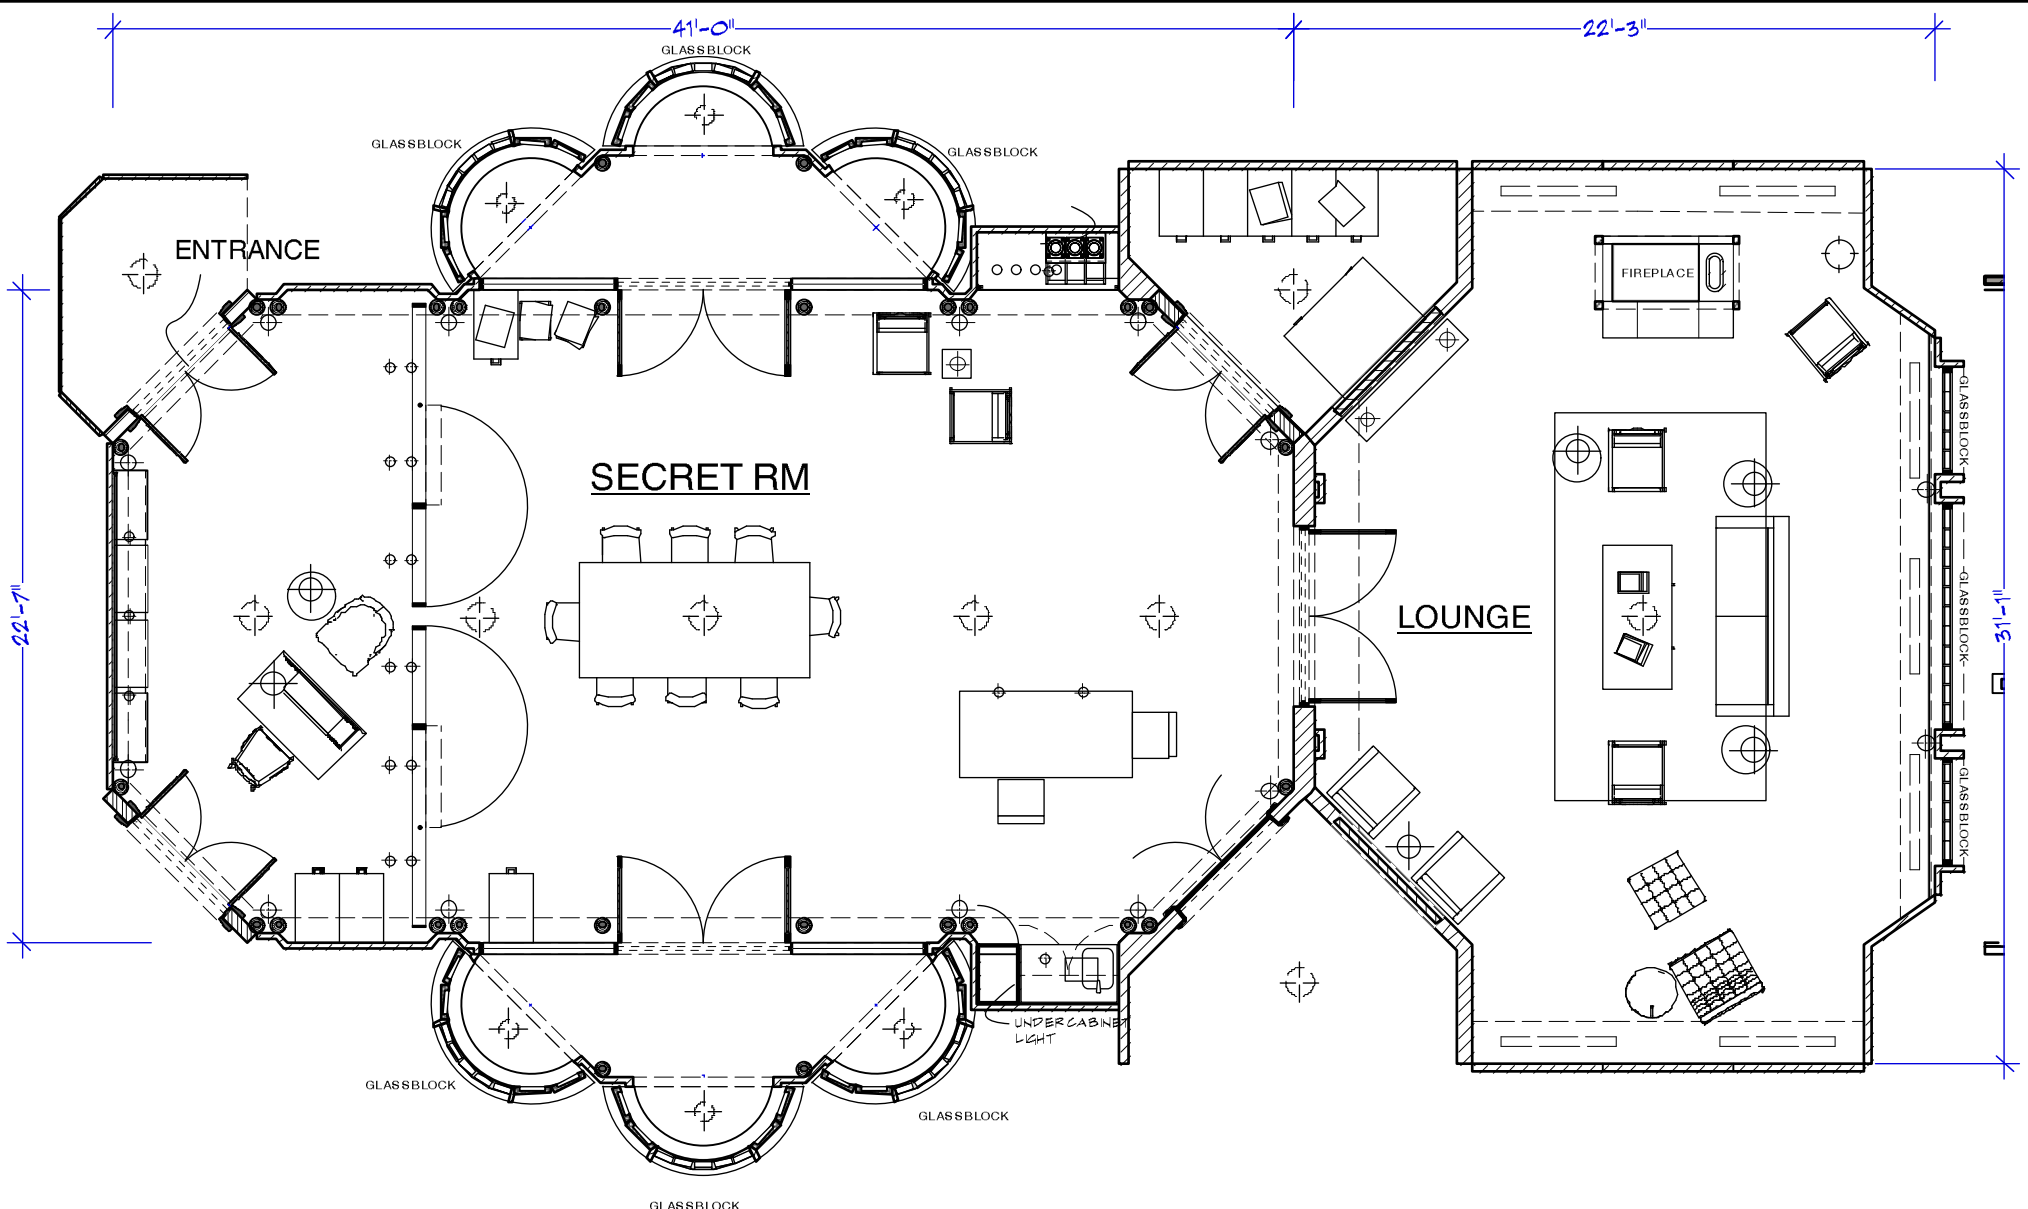 41'-0"
22'-3"
GLASSBLOCK
GLASSBLOCK
GLASSBLOCK
ENTRANCE
FIREPLACE
GLASSBLOCK
SECRET RM
22'-7"
LOUNGE
GLASSBLOCK
31'-1"
GLASSBLOCK
UNDERCABINET
LIGHT
GLASSBLOCK
GLASSBLOCK
GLASSBLOCK